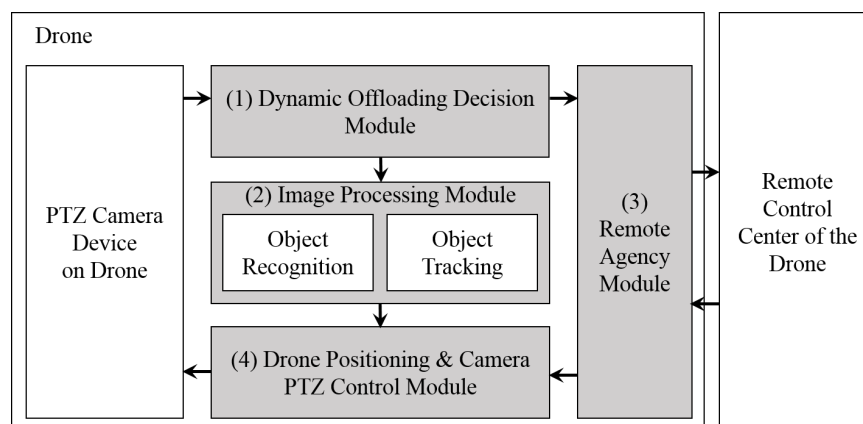 Drone
PTZ Camera
Device
on Drone
(1) Dynamic Offloading Decision
Module
(2) Image Processing Module
Object
Recognition
Object
Tracking
(4) Drone Positioning & Camera
PTZ Control Module
(3)
Remote
Agency
Module
Remote
Control
Center of the
Drone